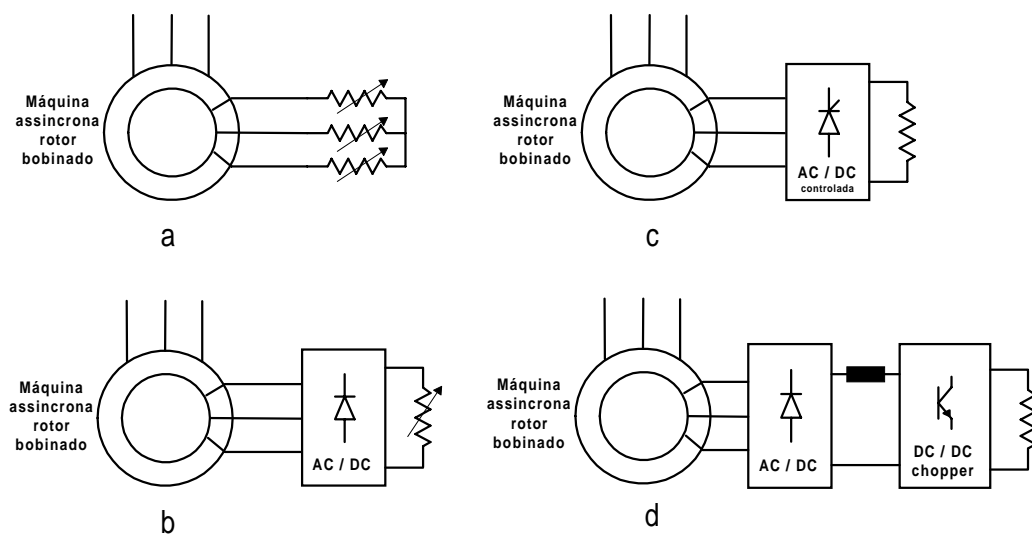 Máquina
assincrona
rotor
bobinado
a
Máquina
assincrona
rotor
bobinado
AC / DC
controlada
c
Máquina
assincrona
rotor
bobinado
AC / DC
b
Máquina
assincrona
rotor
bobinado
AC / DC
DC / DC
chopper
d